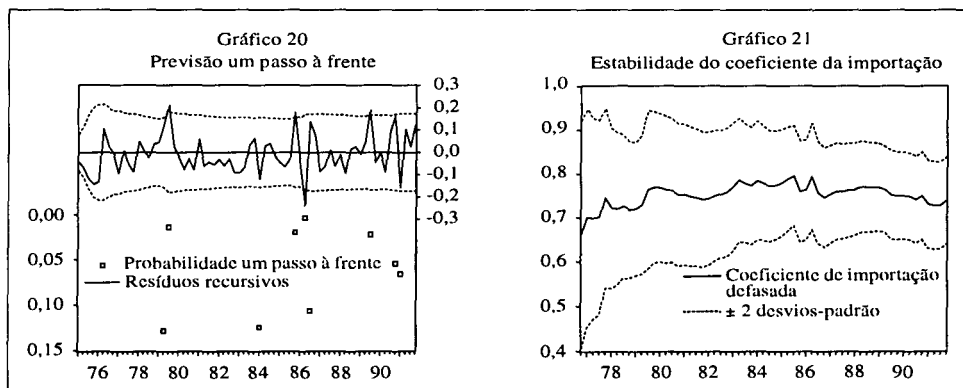 Gráfico 20
Previsão um passo à frente
0,3
0,2
0,1
0,0
-0,1
-0,2
-0,3
0,00
0,05
0,10
0,15
Probabilidade um passo à frente
Resíduos recursivos
76 78 80 82 84 86 88 90
Gráfico 21
Estabilidade do coeficiente da importação
1,0
0,9
0,8
0,7
0,6
0,5
0,4
Coeficiente de importação
defasada
± 2 desvios-padrão
78 80 82 84 86 88 90